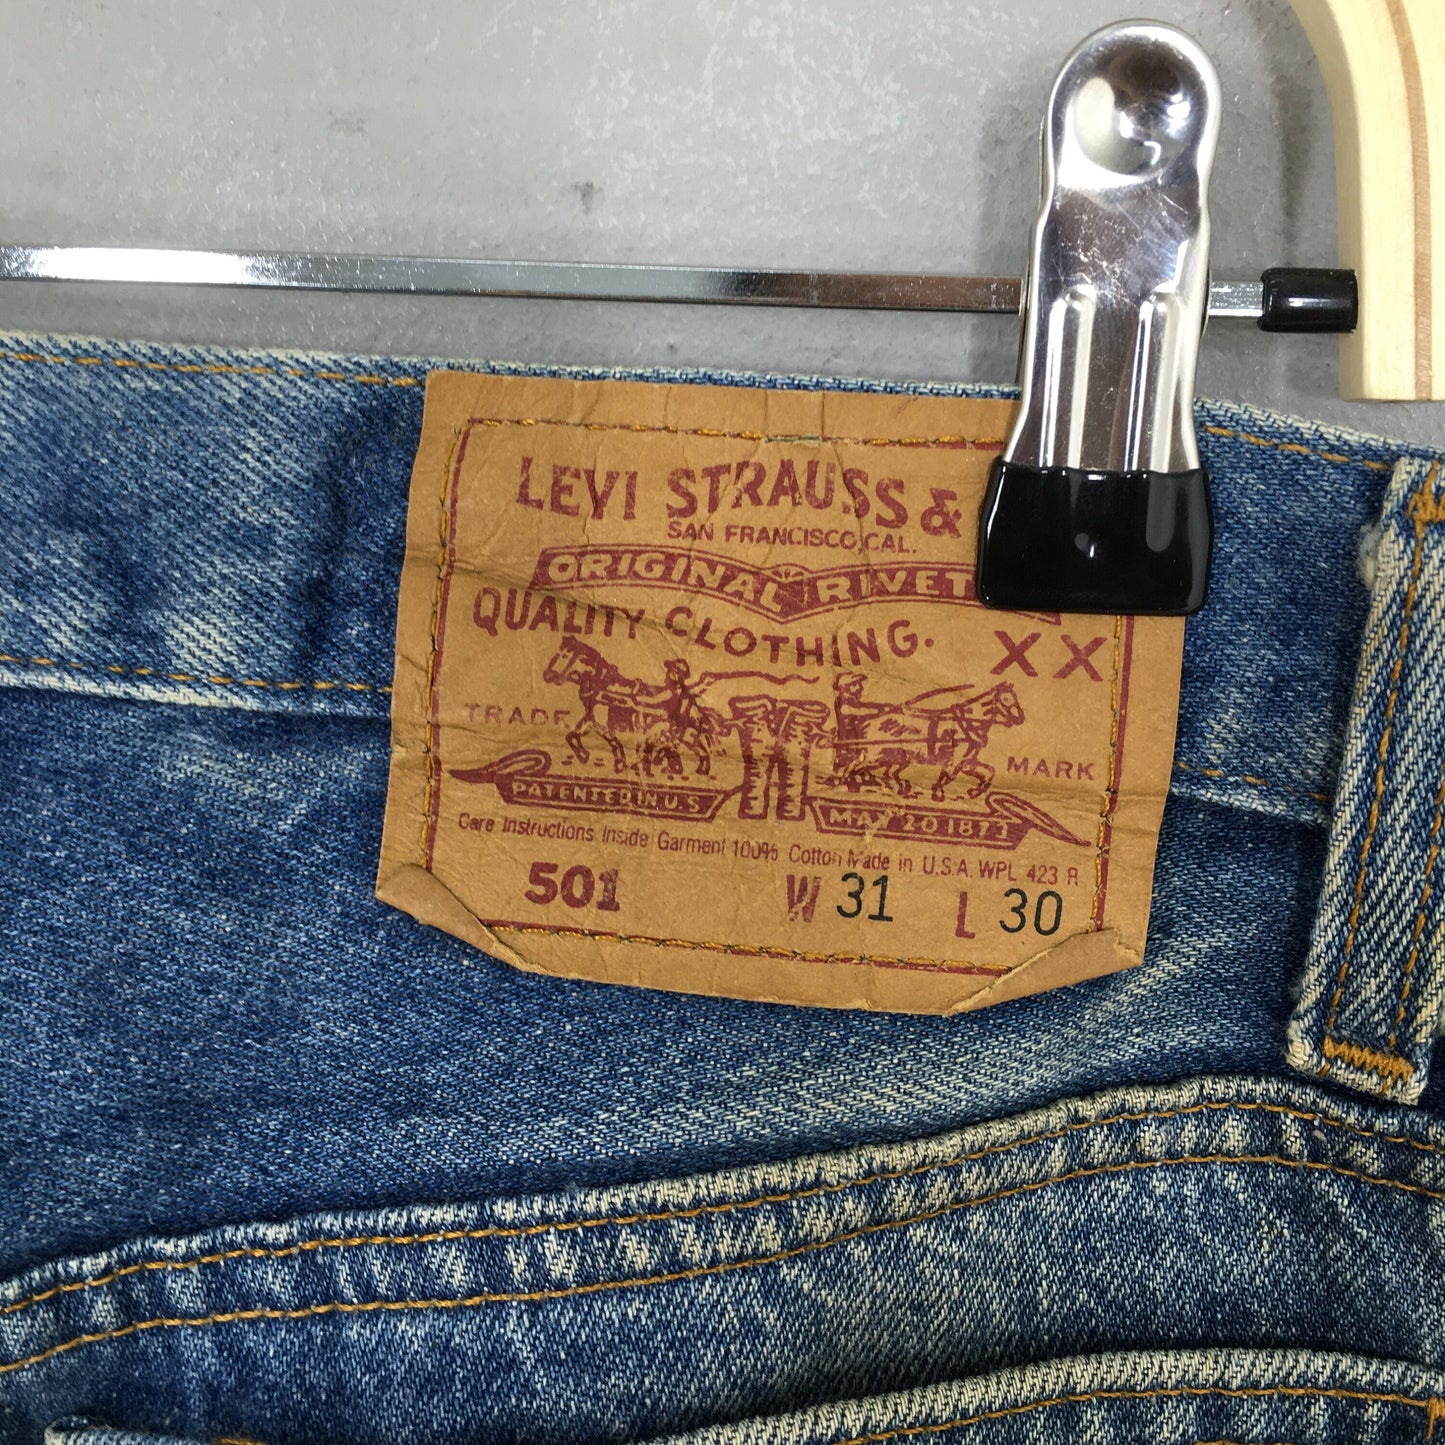 LEVI STRAUSS &
SAN FRANCISCO, CAL.
ORIGINAL RIVET
QUALITY CLOTHING.
XX
TRADE MARK
PATENTED IN U.S. MAY 20 1873
Care Instructions Inside Garment 100% Cotton Made in U.S.A. WPL 423 R
501 W 31 L 30